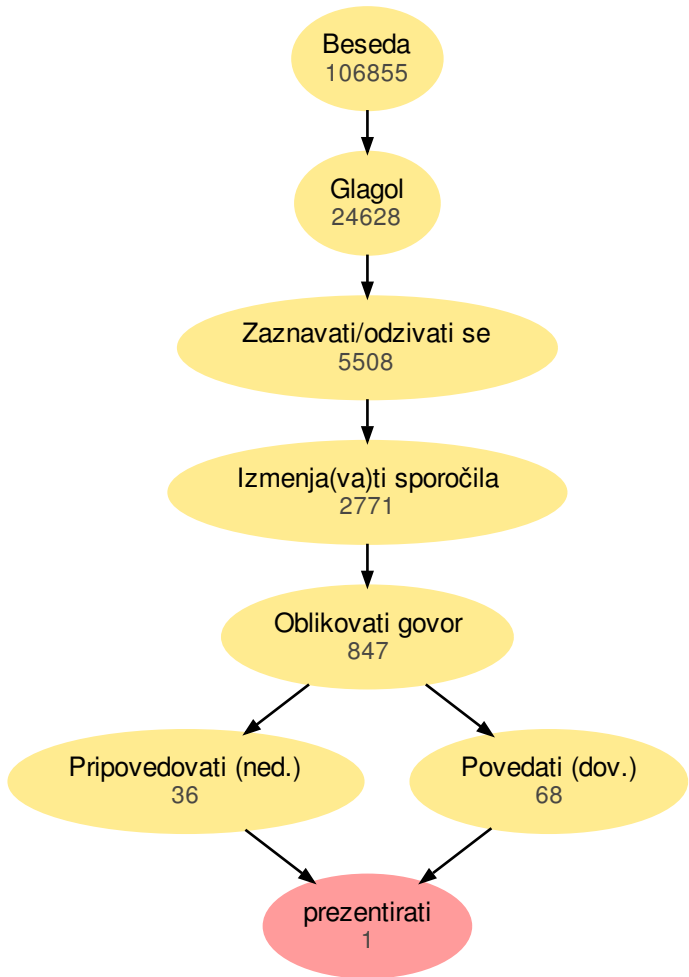 Beseda
106855
Glagol
24628
Zaznavati/odzivati se
5508
Izmenja(va)ti sporočila
2771
Oblikovati govor
847
Pripovedovati (ned.)
36
Povedati (dov.)
68
prezentirati
1